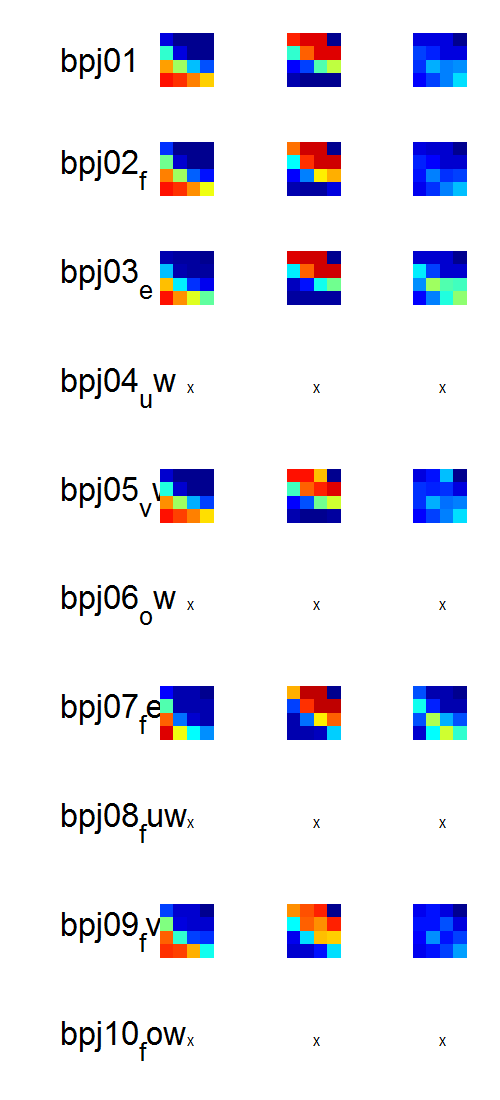 bpj01
bpj02f
bpj03e
bpj04uw x x x
bpj05v
bpj06ow x x x
bpj07fe
bpj08fuw x x x
bpj09fv
bpj10fow x x x